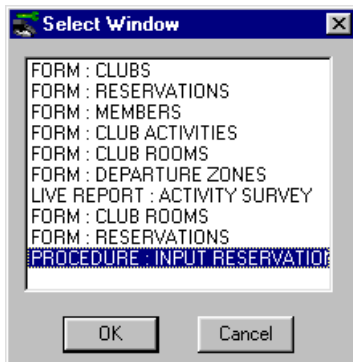 Select Window
FORM : CLUBS
FORM : RESERVATIONS
FORM : MEMBERS
FORM : CLUB ACTIVITIES
FORM : CLUB ROOMS
FORM : DEPARTURE ZONES
LIVE REPORT : ACTIVITY SURVEY
FORM : CLUB ROOMS
FORM : RESERVATIONS
PROCEDURE : INPUT RESERVATIO
OK
Cancel